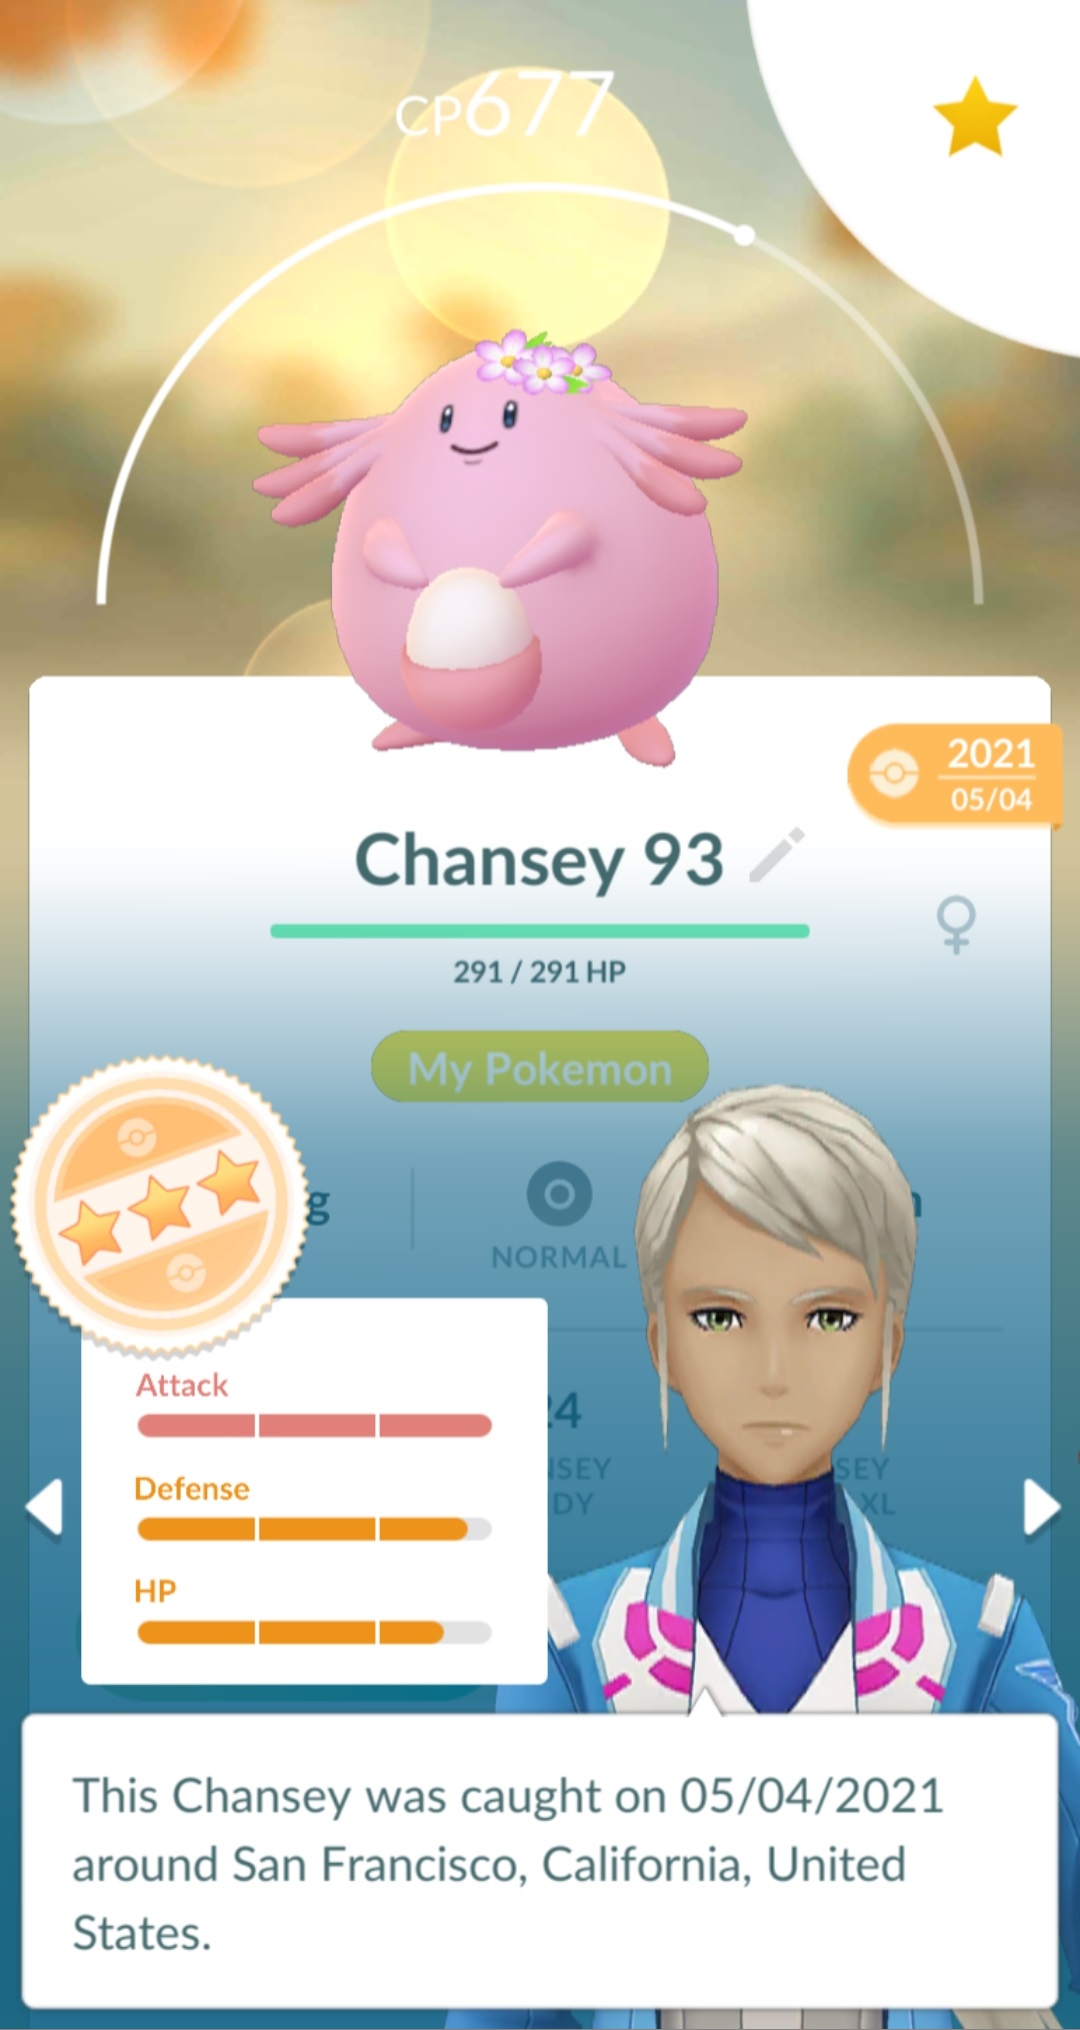 CP677
2021
05/04
Chansey 93
291 / 291 HP
My Pokemon
NORMAL
Attack
Defense
HP
This Chansey was caught on 05/04/2021
around San Francisco, California, United
States.